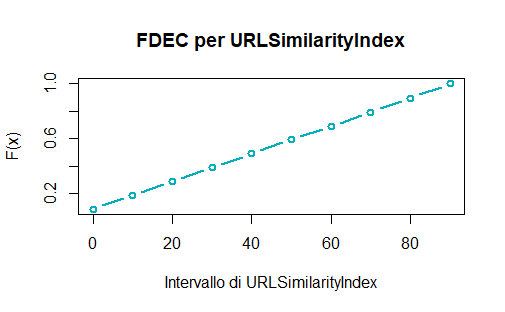 FDEC per URLSimilarityIndex
F(x)
1.0
0.6
0.2
0 20 40 60 80
Intervallo di URLSimilarityIndex